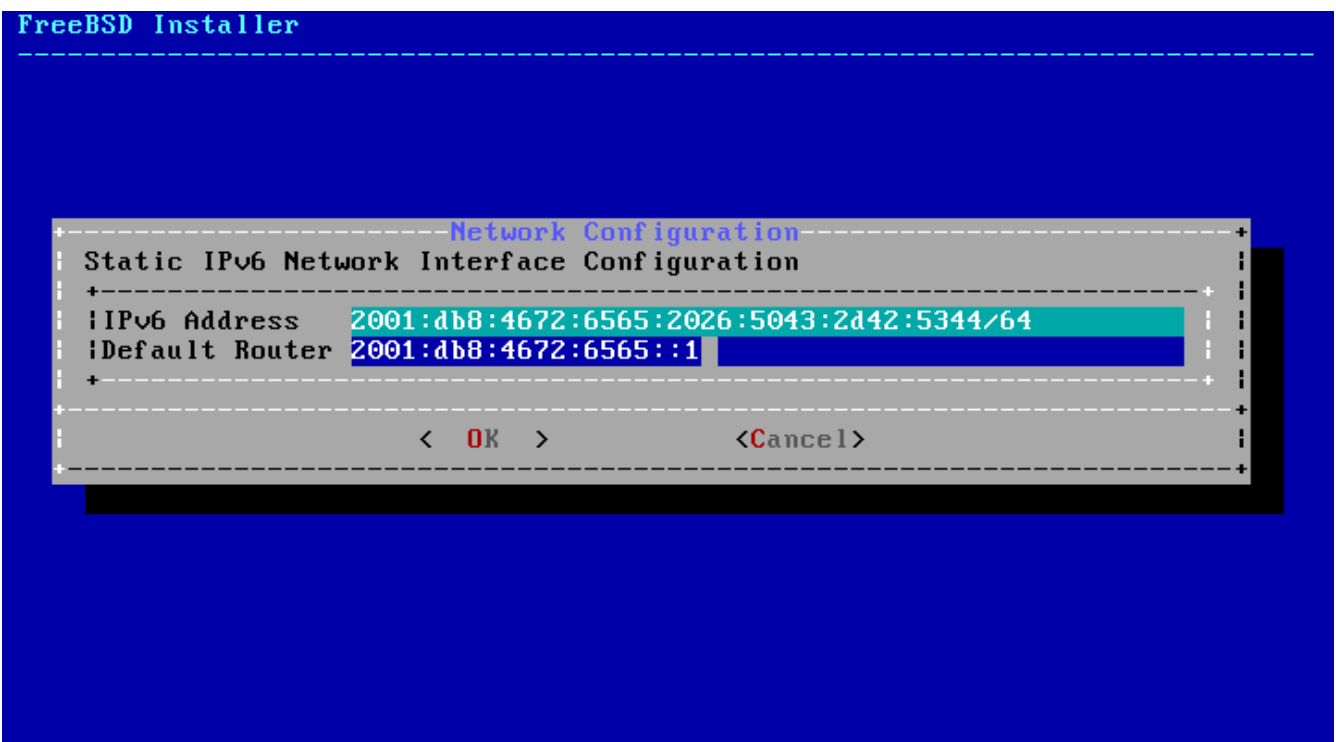 FreeBSD Installer
Network Configuration
Static IPv6 Network Interface Configuration
IPv6 Address 2001:db8:4672:6565:2026:5043:2d42:5344/64
Default Router 2001:db8:4672:6565::1
< OK > <Cancel>